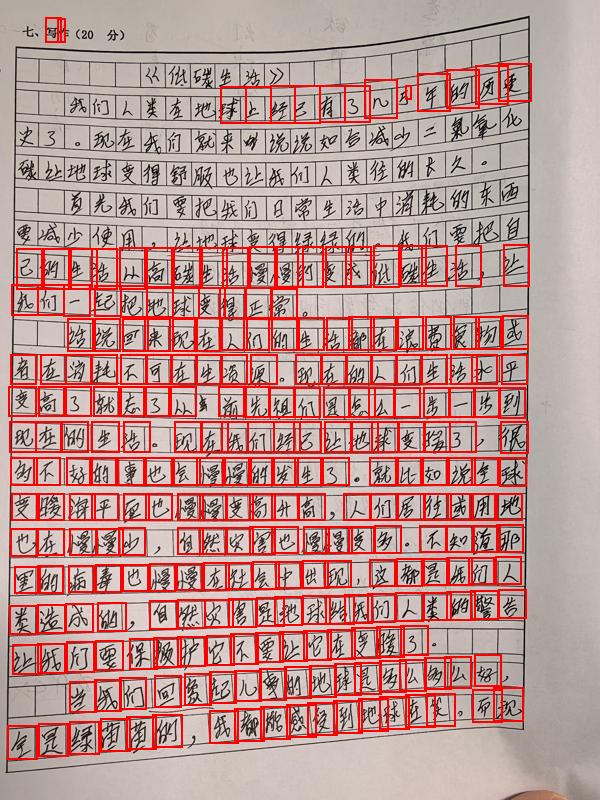 七、写作（20 分）
《低碳生活》
我们人类在地球上经已有了几年的历史
史了。现在我们就来说说如合减少二氧氧化
碳让地球变得舒服也让我们人类住的长久。
首先我们要把我们日常生活中消耗的东西
要减少使用，让地球变得绿绿的，我们要把自
己的生活从高碳生活慢慢的变成低碳生活，让
我们一起把地球变得正常。
话说回来现在人们的生活都在浪费食物或
者在消耗不可在生资源。现在的人们生活水平
变高了就忘了从前先祖们是怎么一步一步到
现在的生活。现在我们经已让地球变暖了，很
多不好的事也会慢慢的发生了。就比如说全球
变暖海平面也慢慢变高升高，人们居住或用地
也在慢慢少，自然灾害也慢慢变多。不知道那
里的病毒也慢慢在社会中出现，这都是我们人
类造成的，自然灾害是地球给我们人类的警告
让我们要保护它不要让它在变暖了。
当我们回复起儿事的地球是多么多么好，
全是绿茵茵的，我都能感受到地球在哭。而现